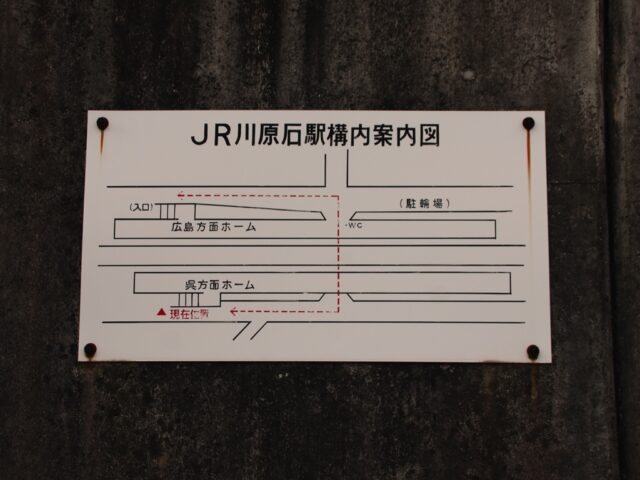 JR川原石駅構内案内図
(入口)
(駐輪場)
広島方面ホーム
WC
呉方面ホーム
▲現在位置